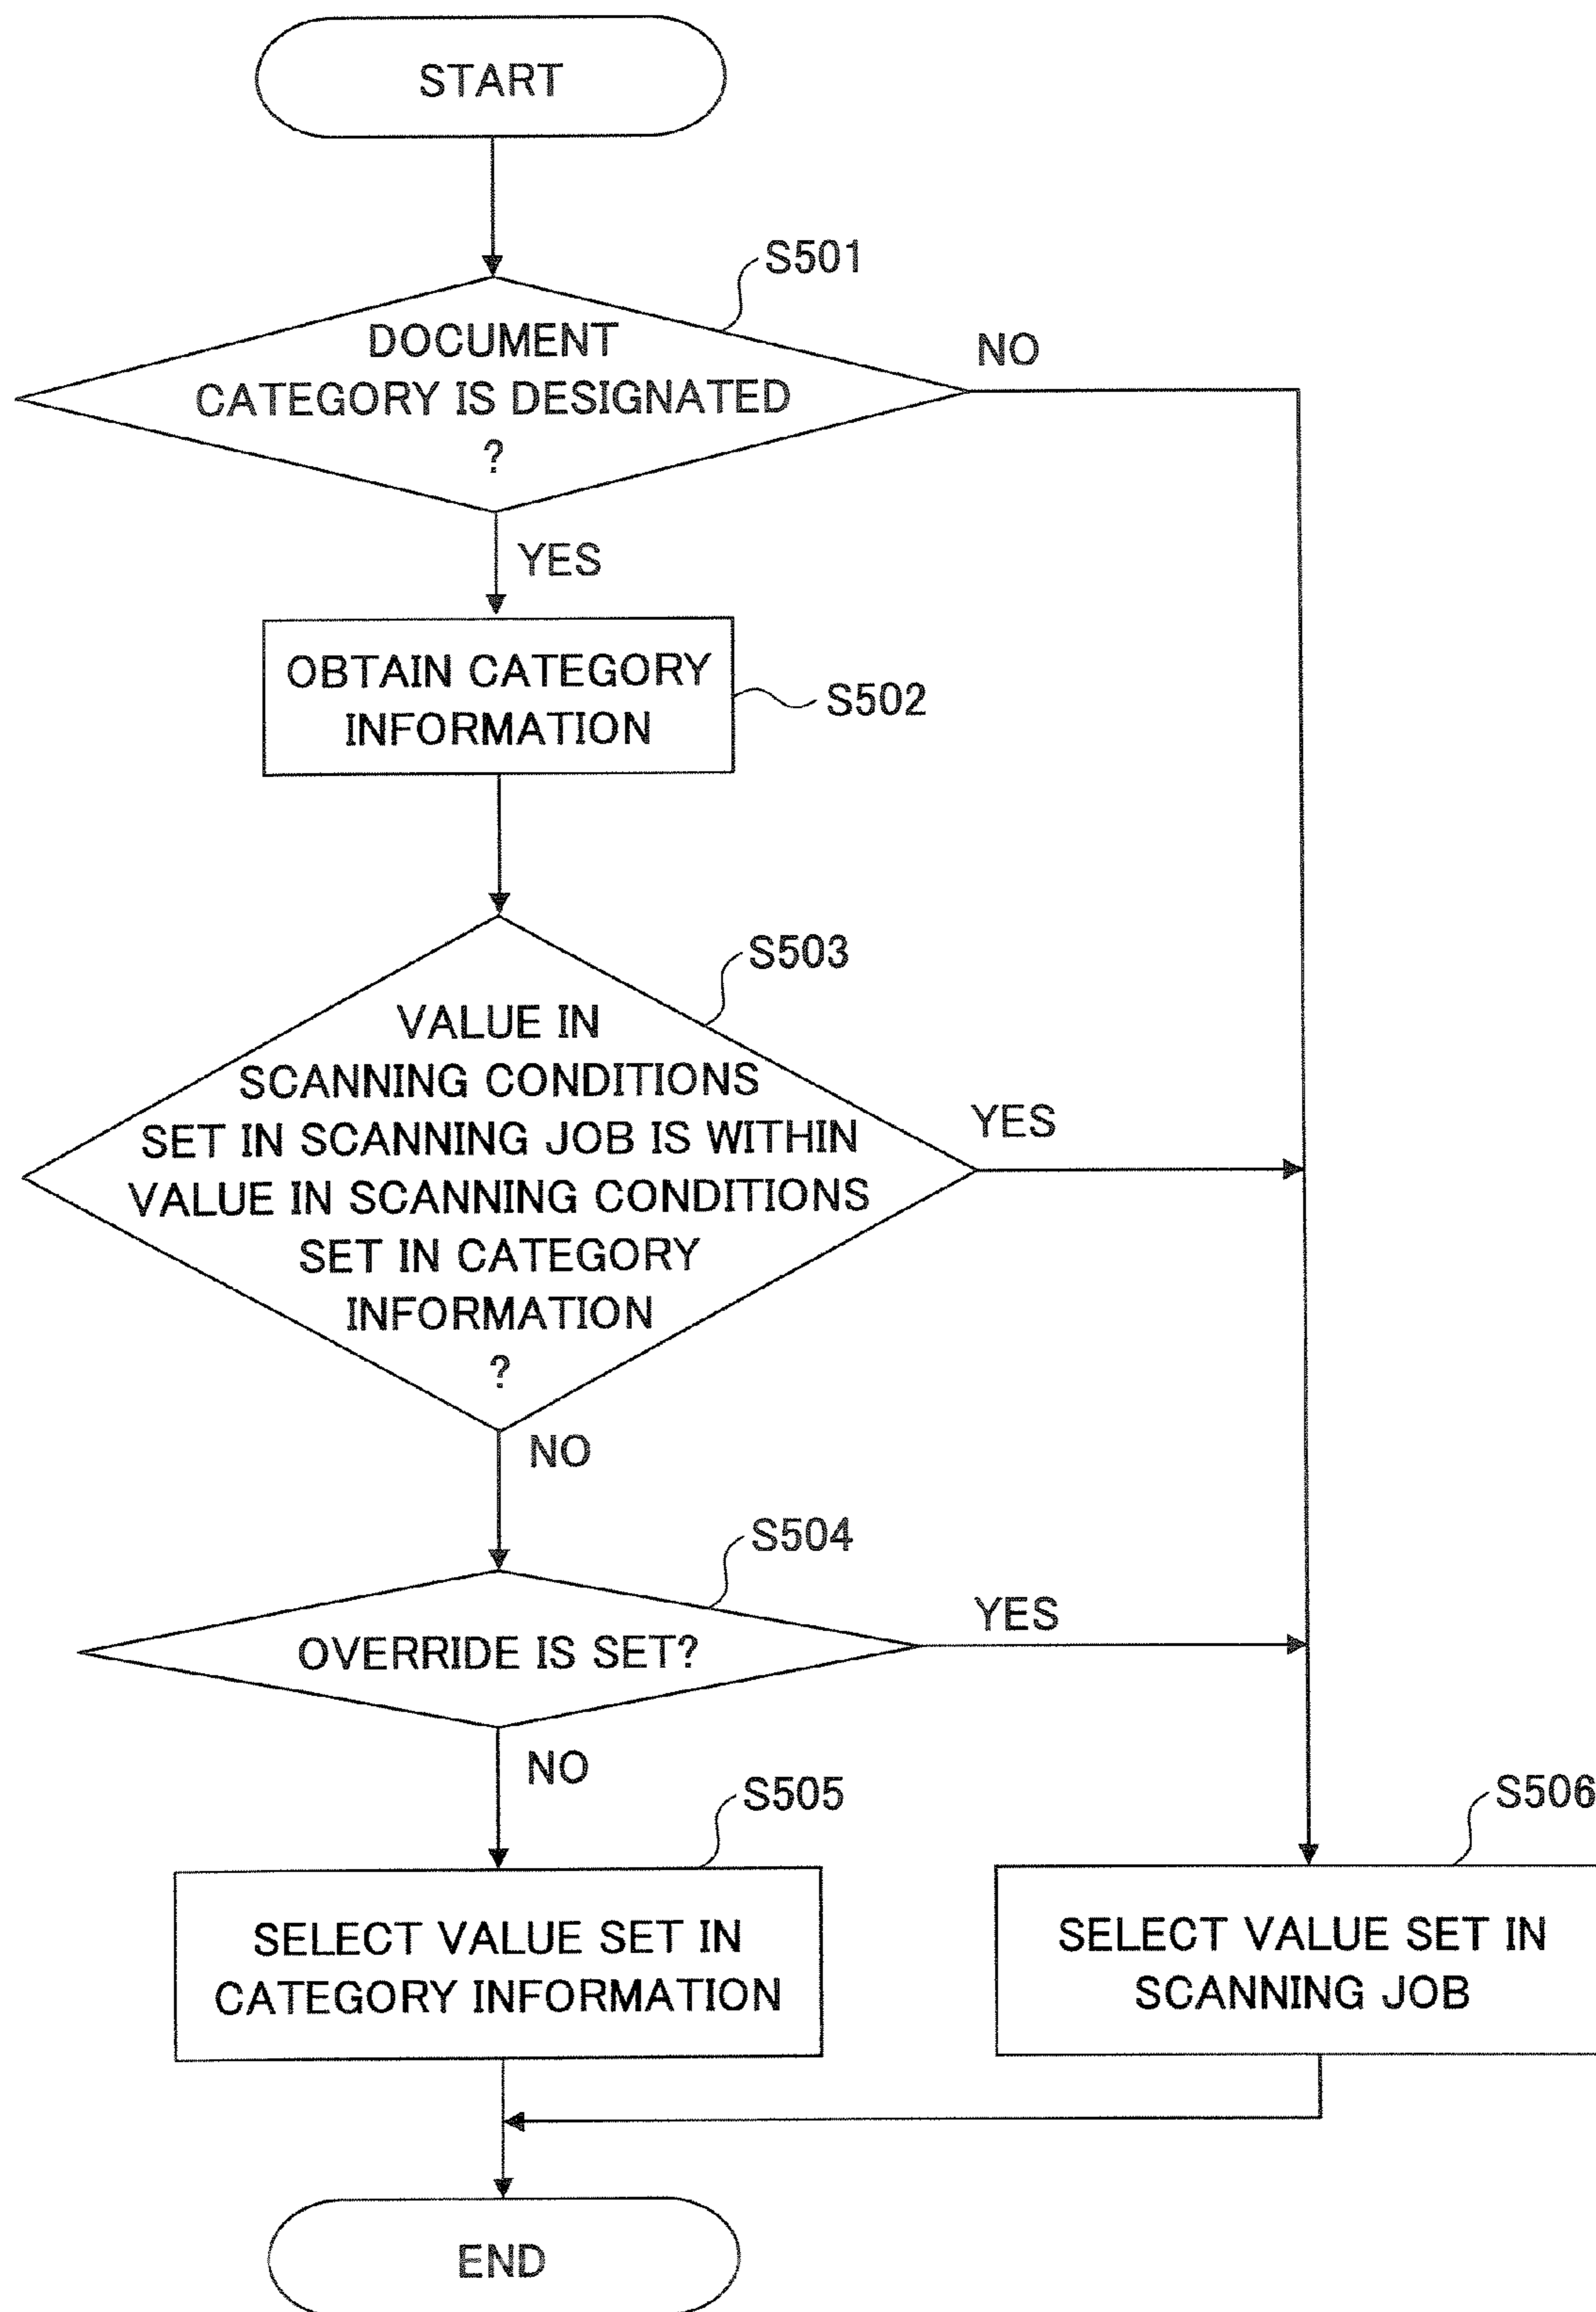 START
S501
DOCUMENT
CATEGORY IS DESIGNATED
?
NO
YES
OBTAIN CATEGORY
INFORMATION
S502
S503
VALUE IN
SCANNING CONDITIONS
SET IN SCANNING JOB IS WITHIN
VALUE IN SCANNING CONDITIONS
SET IN CATEGORY
INFORMATION
?
YES
NO
S504
OVERRIDE IS SET?
YES
NO
S505
SELECT VALUE SET IN
CATEGORY INFORMATION
S506
SELECT VALUE SET IN
SCANNING JOB
END